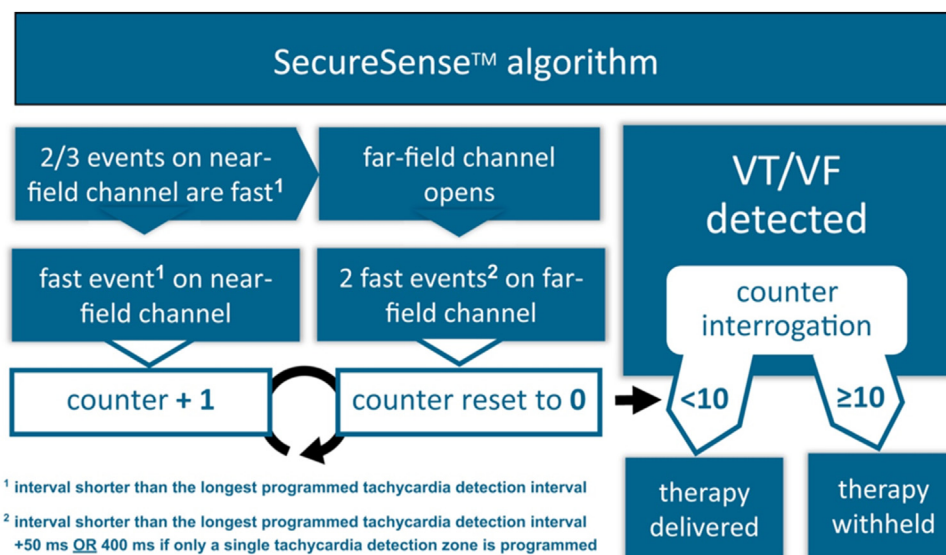 SecureSense™ algorithm
2/3 events on near-
field channel are fast¹
far-field channel
opens
fast event¹ on near-
field channel
2 fast events² on far-
field channel
counter + 1
counter reset to 0
VT/VF
detected
counter
interrogation
<10
≥10
therapy
delivered
therapy
withheld
¹ interval shorter than the longest programmed tachycardia detection interval
² interval shorter than the longest programmed tachycardia detection interval
+50 ms OR 400 ms if only a single tachycardia detection zone is programmed